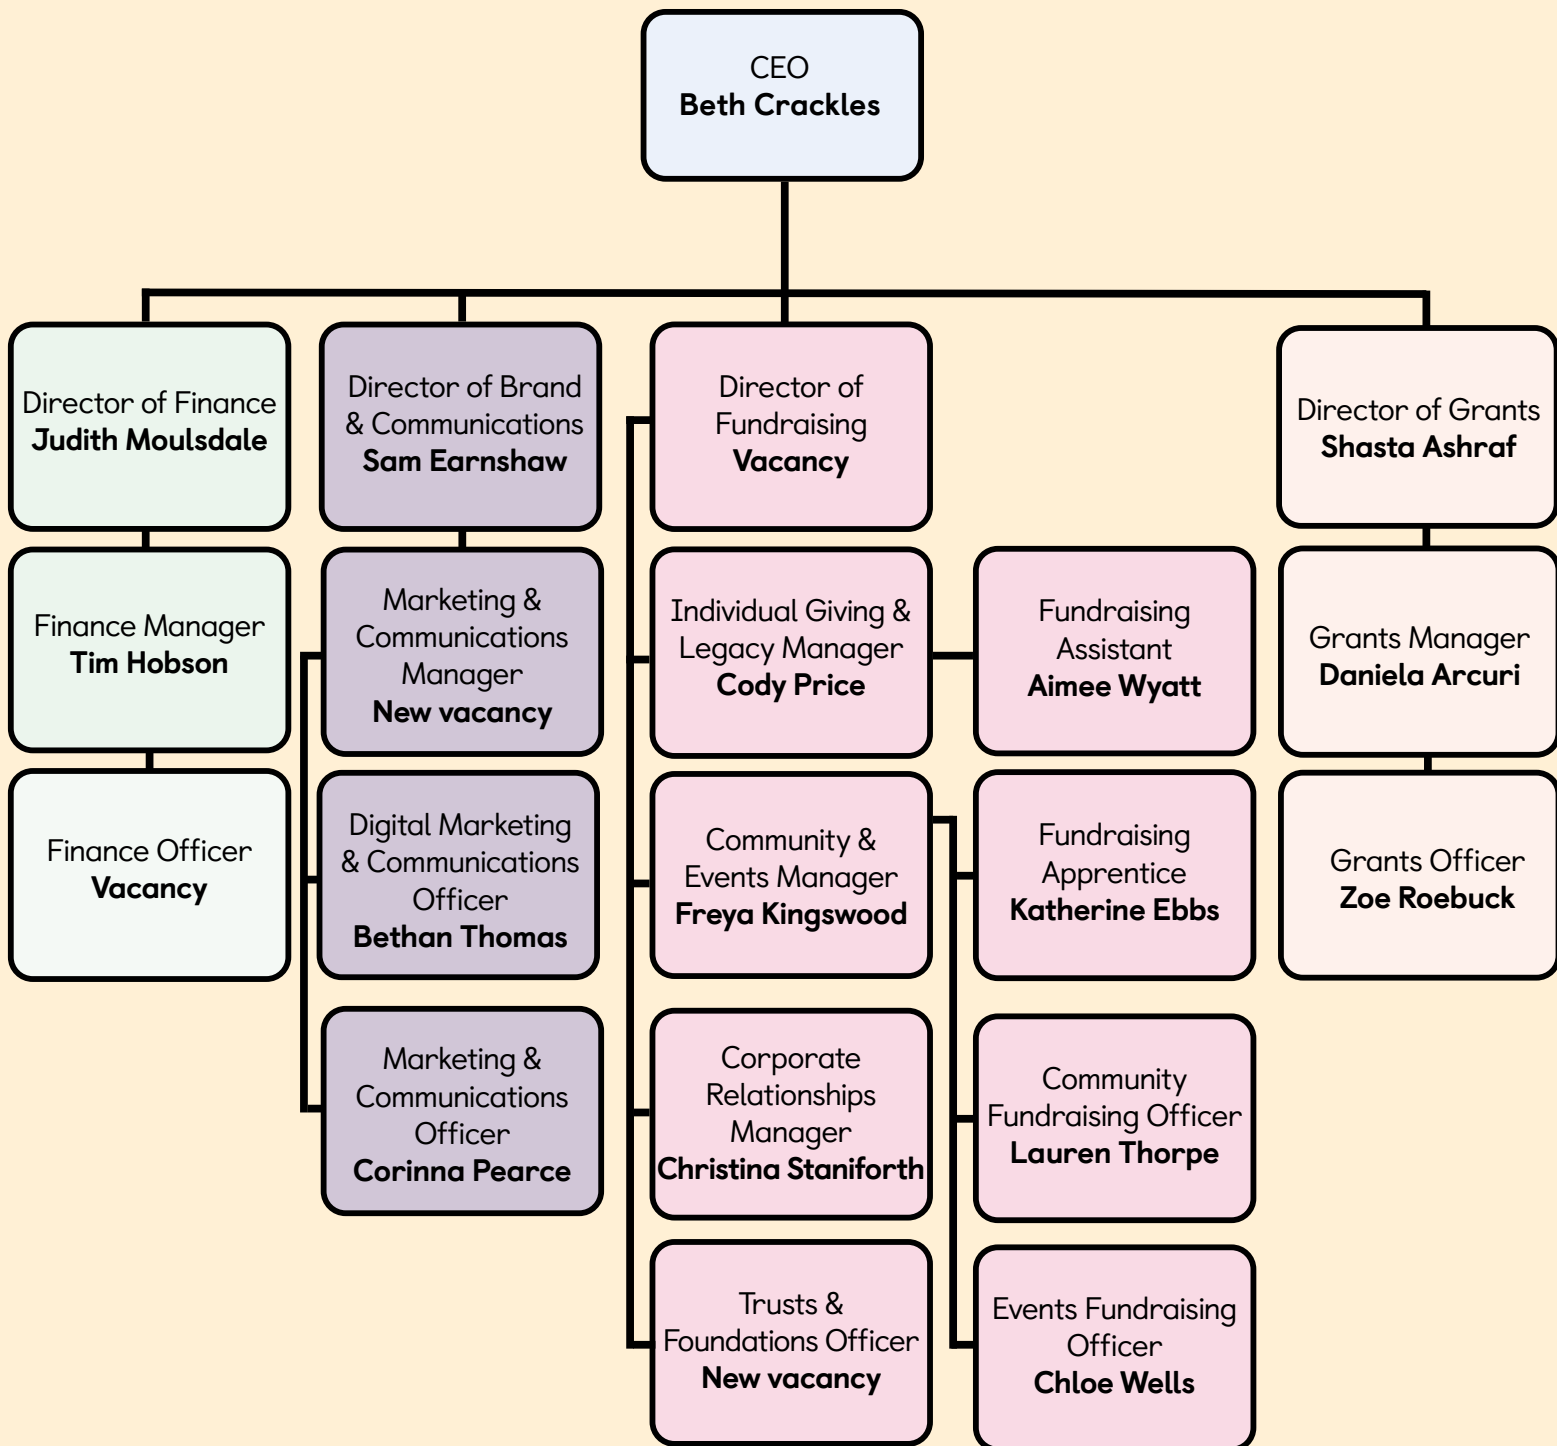 CEO
Beth Crackles
Director of Finance
Judith Moulsdale
Director of Brand
& Communications
Sam Earnshaw
Director of
Fundraising
Vacancy
Director of Grants
Shasta Ashraf
Finance Manager
Tim Hobson
Marketing &
Communications
Manager
New vacancy
Individual Giving &
Legacy Manager
Cody Price
Fundraising
Assistant
Aimee Wyatt
Grants Manager
Daniela Arcuri
Finance Officer
Vacancy
Digital Marketing
& Communications
Officer
Bethan Thomas
Community &
Events Manager
Freya Kingswood
Fundraising
Apprentice
Katherine Ebbs
Grants Officer
Zoe Roebuck
Marketing &
Communications
Officer
Corinna Pearce
Corporate
Relationships
Manager
Christina Staniforth
Community
Fundraising Officer
Lauren Thorpe
Trusts &
Foundations Officer
New vacancy
Events Fundraising
Officer
Chloe Wells